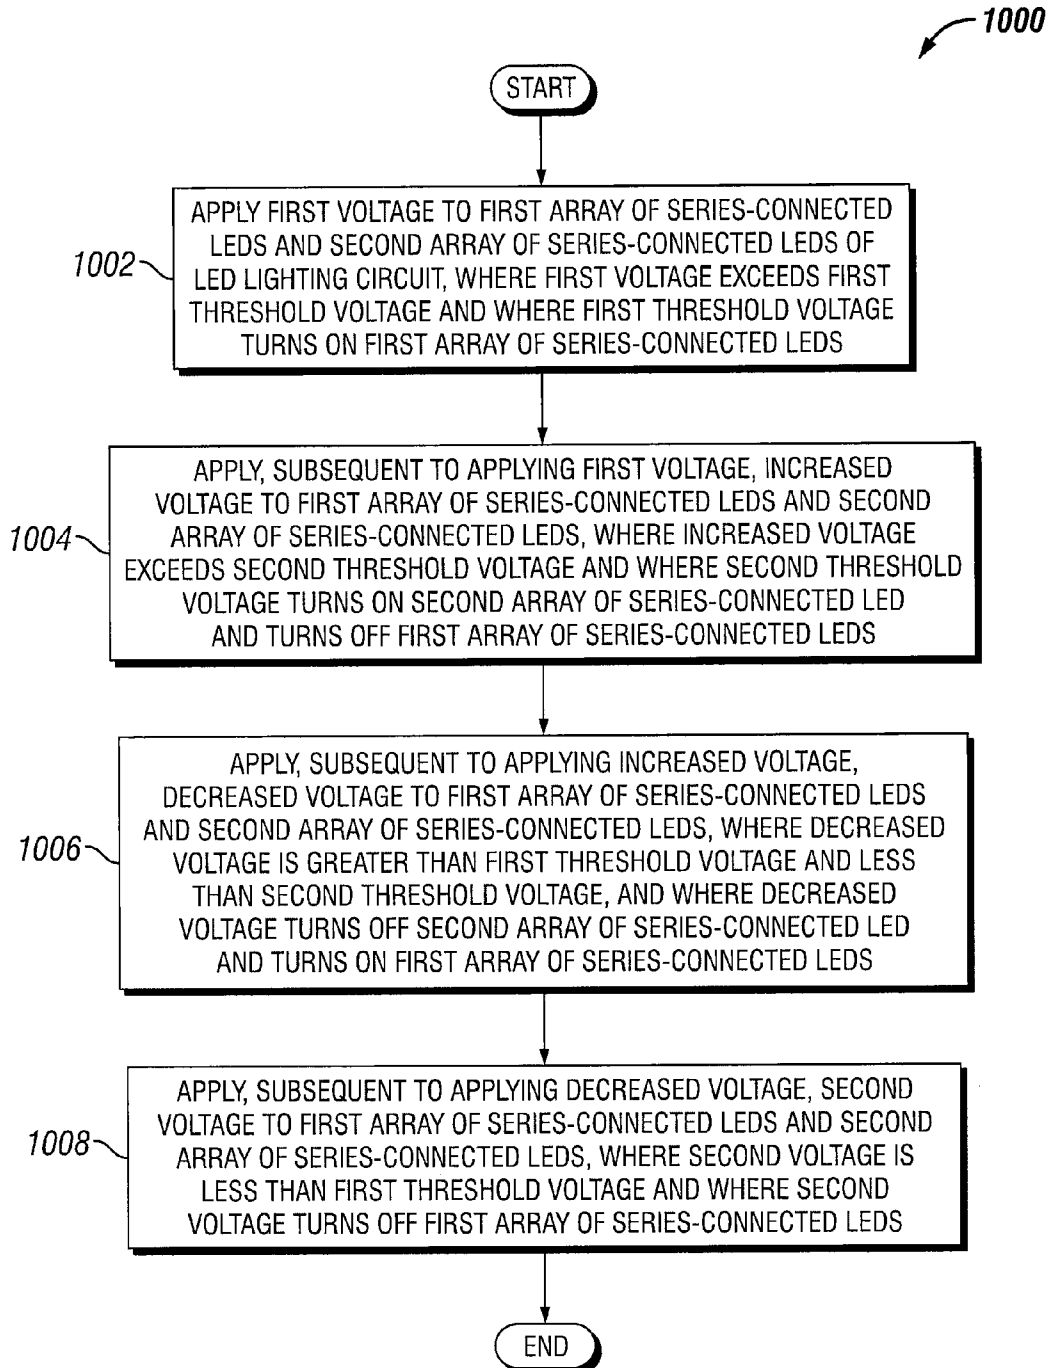 1000
START
1002
APPLY FIRST VOLTAGE TO FIRST ARRAY OF SERIES-CONNECTED
LEDS AND SECOND ARRAY OF SERIES-CONNECTED LEDS OF
LED LIGHTING CIRCUIT, WHERE FIRST VOLTAGE EXCEEDS FIRST
THRESHOLD VOLTAGE AND WHERE FIRST THRESHOLD VOLTAGE
TURNS ON FIRST ARRAY OF SERIES-CONNECTED LEDS
1004
APPLY, SUBSEQUENT TO APPLYING FIRST VOLTAGE, INCREASED
VOLTAGE TO FIRST ARRAY OF SERIES-CONNECTED LEDS AND SECOND
ARRAY OF SERIES-CONNECTED LEDS, WHERE INCREASED VOLTAGE
EXCEEDS SECOND THRESHOLD VOLTAGE AND WHERE SECOND THRESHOLD
VOLTAGE TURNS ON SECOND ARRAY OF SERIES-CONNECTED LED
AND TURNS OFF FIRST ARRAY OF SERIES-CONNECTED LEDS
1006
APPLY, SUBSEQUENT TO APPLYING INCREASED VOLTAGE,
DECREASED VOLTAGE TO FIRST ARRAY OF SERIES-CONNECTED LEDS
AND SECOND ARRAY OF SERIES-CONNECTED LEDS, WHERE DECREASED
VOLTAGE IS GREATER THAN FIRST THRESHOLD VOLTAGE AND LESS
THAN SECOND THRESHOLD VOLTAGE, AND WHERE DECREASED
VOLTAGE TURNS OFF SECOND ARRAY OF SERIES-CONNECTED LED
AND TURNS ON FIRST ARRAY OF SERIES-CONNECTED LEDS
1008
APPLY, SUBSEQUENT TO APPLYING DECREASED VOLTAGE, SECOND
VOLTAGE TO FIRST ARRAY OF SERIES-CONNECTED LEDS AND SECOND
ARRAY OF SERIES-CONNECTED LEDS, WHERE SECOND VOLTAGE IS
LESS THAN FIRST THRESHOLD VOLTAGE AND WHERE SECOND
VOLTAGE TURNS OFF FIRST ARRAY OF SERIES-CONNECTED LEDS
END